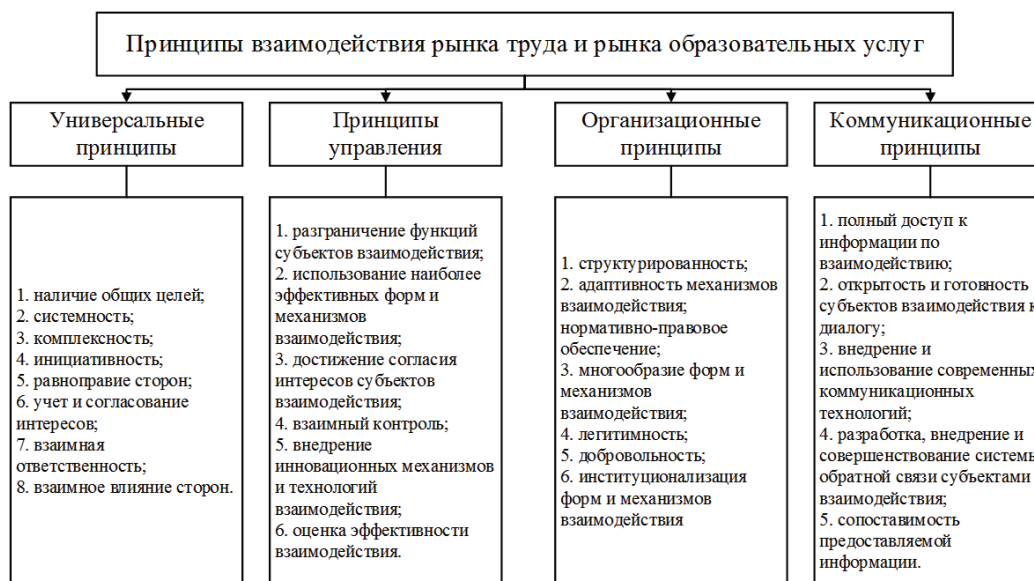 Принципы взаимодействия рынка труда и рынка образовательных услуг
Универсальные
принципы
Принципы
управления
Организационные
принципы
Коммуникационные
принципы
1. наличие общих целей;
2. системность;
3. комплексность;
4. инициативность;
5. равноправие сторон;
6. учет и согласование
интересов;
7. взаимная
ответственность;
8. взаимное влияние сторон.
1. разграничение функций
субъектов взаимодействия;
2. использование наиболее
эффективных форм и
механизмов
взаимодействия;
3. достижение согласия
интересов субъектов
взаимодействия;
4. взаимный контроль;
5. внедрение
инновационных механизмов
и технологий
взаимодействия;
6. оценка эффективности
взаимодействия.
1. структурированность;
2. адаптивность механизмов
взаимодействия;
нормативно-правовое
обеспечение;
3. многообразие форм и
механизмов
взаимодействия;
4. легитимность;
5. добровольность;
6. институционализация
форм и механизмов
взаимодействия
1. полный доступ к
информации по
взаимодействию;
2. открытость и готовность
субъектов взаимодействия к
диалогу;
3. внедрение и
использование современных
коммуникационных
технологий;
4. разработка, внедрение и
совершенствование системы
обратной связи субъектами
взаимодействия;
5. сопоставимость
предоставляемой
информации.